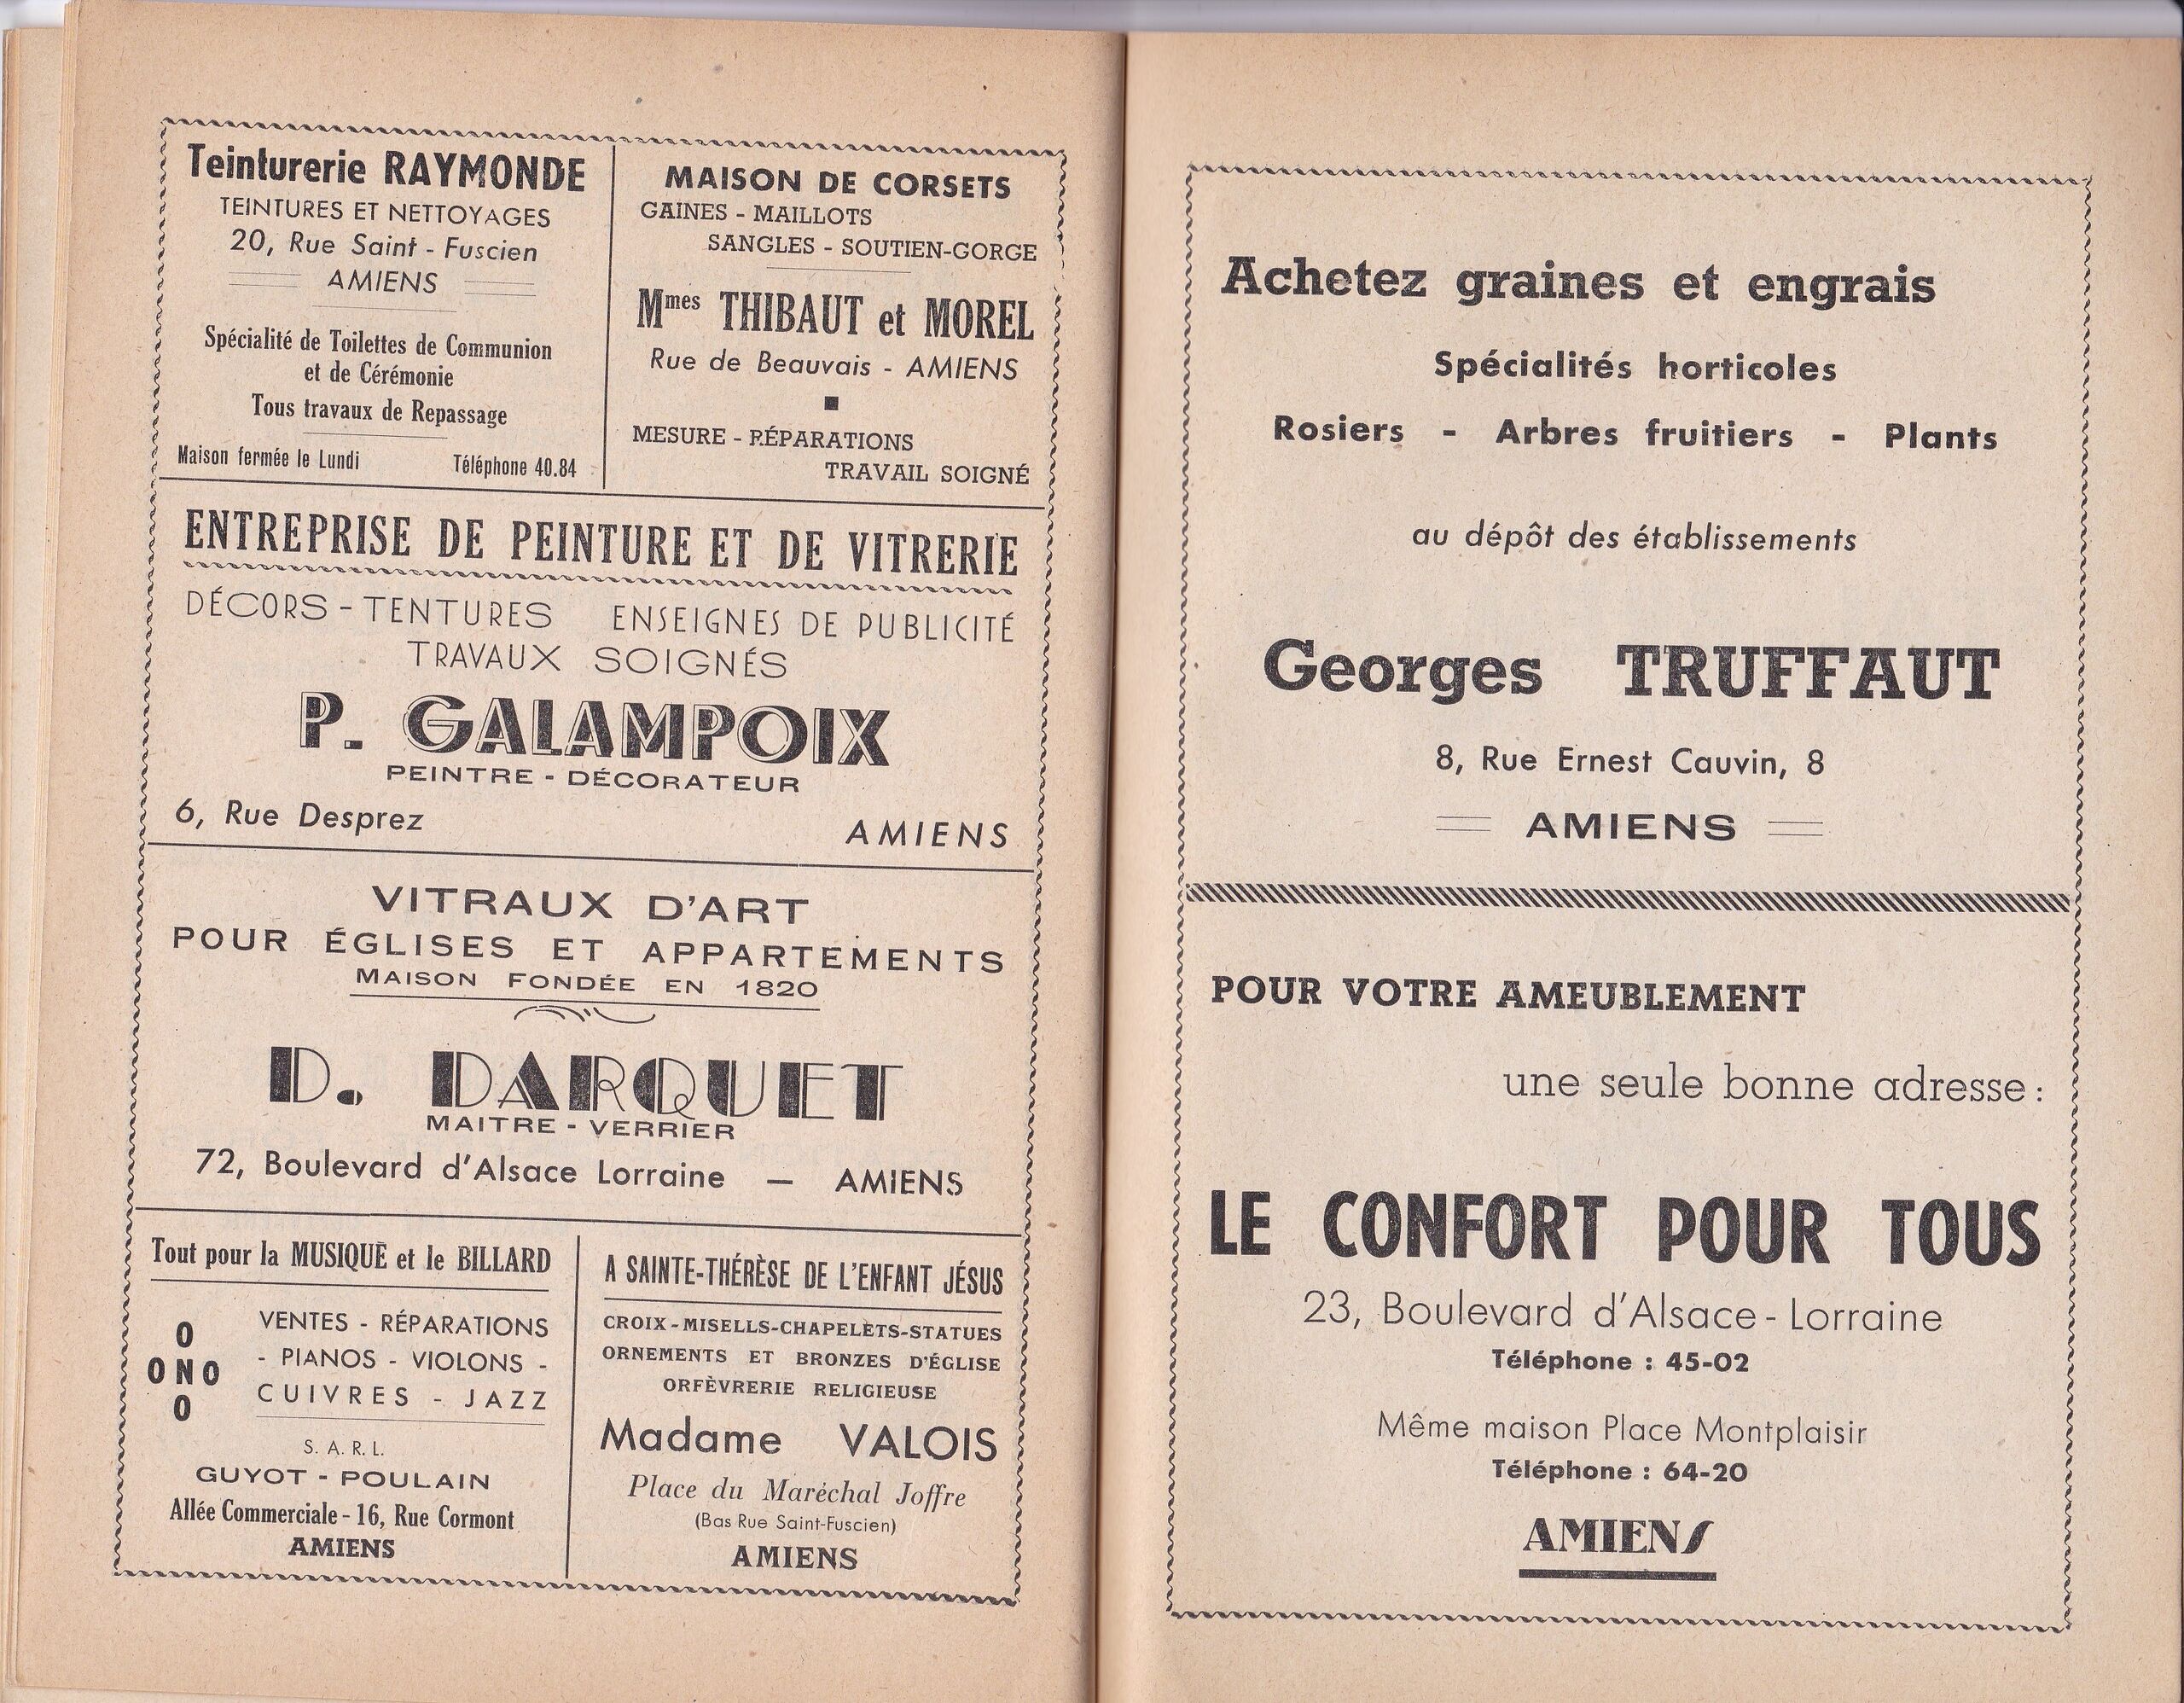 Teinturerie RAYMONDE
TEINTURES ET NETTOYAGES
20, Rue Saint - Fuscien
AMIENS
Spécialité de Toilettes de Communion
et de Cérémonie
Tous travaux de Repassage
Maison fermée le Lundi Téléphone 40.84
MAISON DE CORSETS
GAINES - MAILLOTS
SANGLES - SOUTIEN-GORGE
Mmes THIBAUT et MOREL
Rue de Beauvais - AMIENS
MESURE - RÉPARATIONS
TRAVAIL SOIGNÉ
ENTREPRISE DE PEINTURE ET DE VITRERIE
DÉCORS - TENTURES ENSEIGNES DE PUBLICITÉ
TRAVAUX SOIGNÉS
P. GALAMPOIX
PEINTRE - DÉCORATEUR
6, Rue Desprez AMIENS
VITRAUX D'ART
POUR ÉGLISES ET APPARTEMENTS
MAISON FONDÉE EN 1820
D. DARQUET
MAITRE - VERRIER
72, Boulevard d'Alsace Lorraine — AMIENS
Tout pour la MUSIQUE et le BILLARD
O
O N O
O
VENTES - RÉPARATIONS
- PIANOS - VIOLONS -
CUIVRES - JAZZ
S. A. R. L.
GUYOT - POULAIN
Allée Commerciale - 16, Rue Cormont
AMIENS
A SAINTE-THÉRÈSE DE L'ENFANT JÉSUS
CROIX-MISELLS-CHAPELETS-STATUES
ORNEMENTS ET BRONZES D'ÉGLISE
ORFÈVRERIE RELIGIEUSE
Madame VALOIS
Place du Maréchal Joffre
(Bas Rue Saint-Fuscien)
AMIENS
Achetez graines et engrais
Spécialités horticoles
Rosiers - Arbres fruitiers - Plants
au dépôt des établissements
Georges TRUFFAUT
8, Rue Ernest Cauvin, 8
AMIENS
POUR VOTRE AMEUBLEMENT
une seule bonne adresse :
LE CONFORT POUR TOUS
23, Boulevard d'Alsace - Lorraine
Téléphone : 45-02
Même maison Place Montplaisir
Téléphone : 64-20
AMIENS